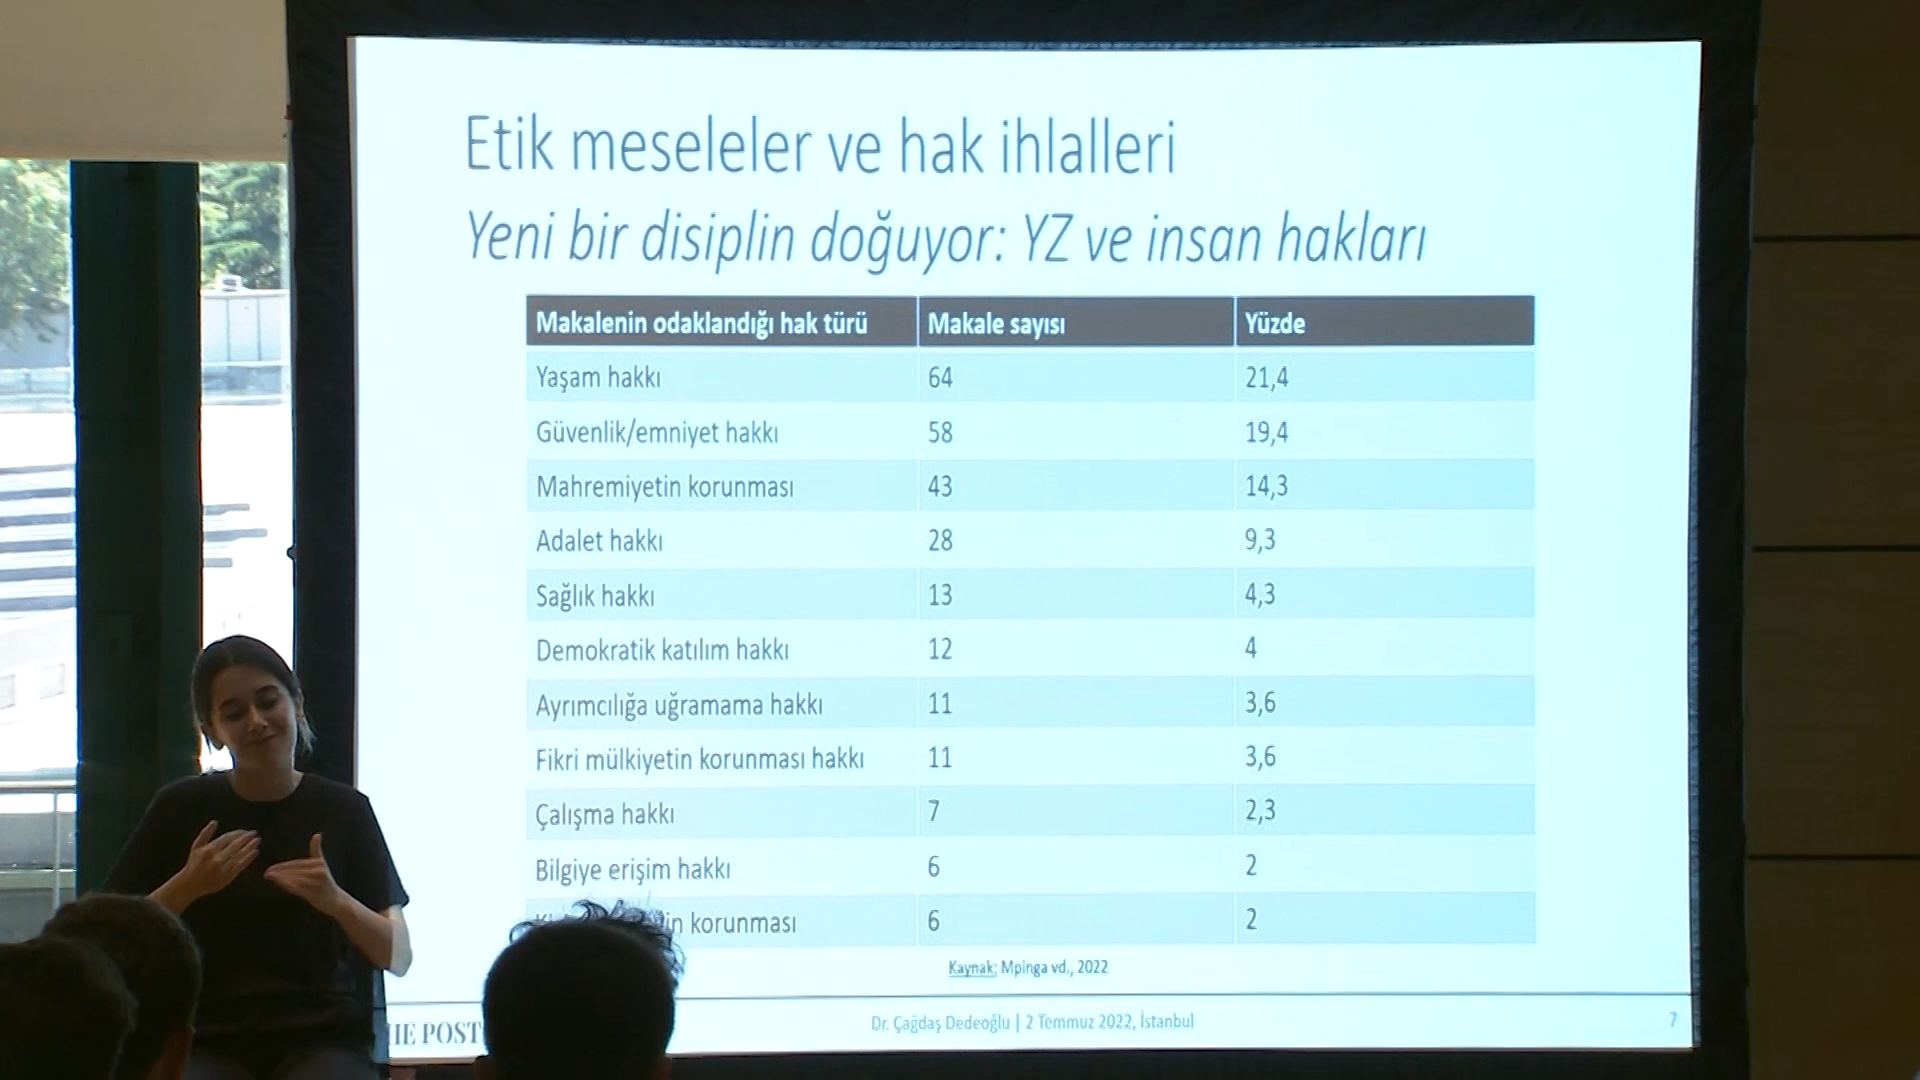 Etik meseleler ve hak ihlalleri
Yeni bir disiplin doğuyor: YZ ve insan hakları
Makalenin odaklandığı hak türü Makale sayısı Yüzde
Yaşam hakkı 64 21,4
Güvenlik/emniyet hakkı 58 19,4
Mahremiyetin korunması 43 14,3
Adalet hakkı 28 9,3
Sağlık hakkı 13 4,3
Demokratik katılım hakkı 12 4
Ayrımcılığa uğramama hakkı 11 3,6
Fikri mülkiyetin korunması hakkı 11 3,6
Çalışma hakkı 7 2,3
Bilgiye erişim hakkı 6 2
korunması 6 2
Kaynak: Mpinga vd., 2022
POST
Dr. Çağdaş Dedeoğlu | 2 Temmuz 2022, İstanbul
7